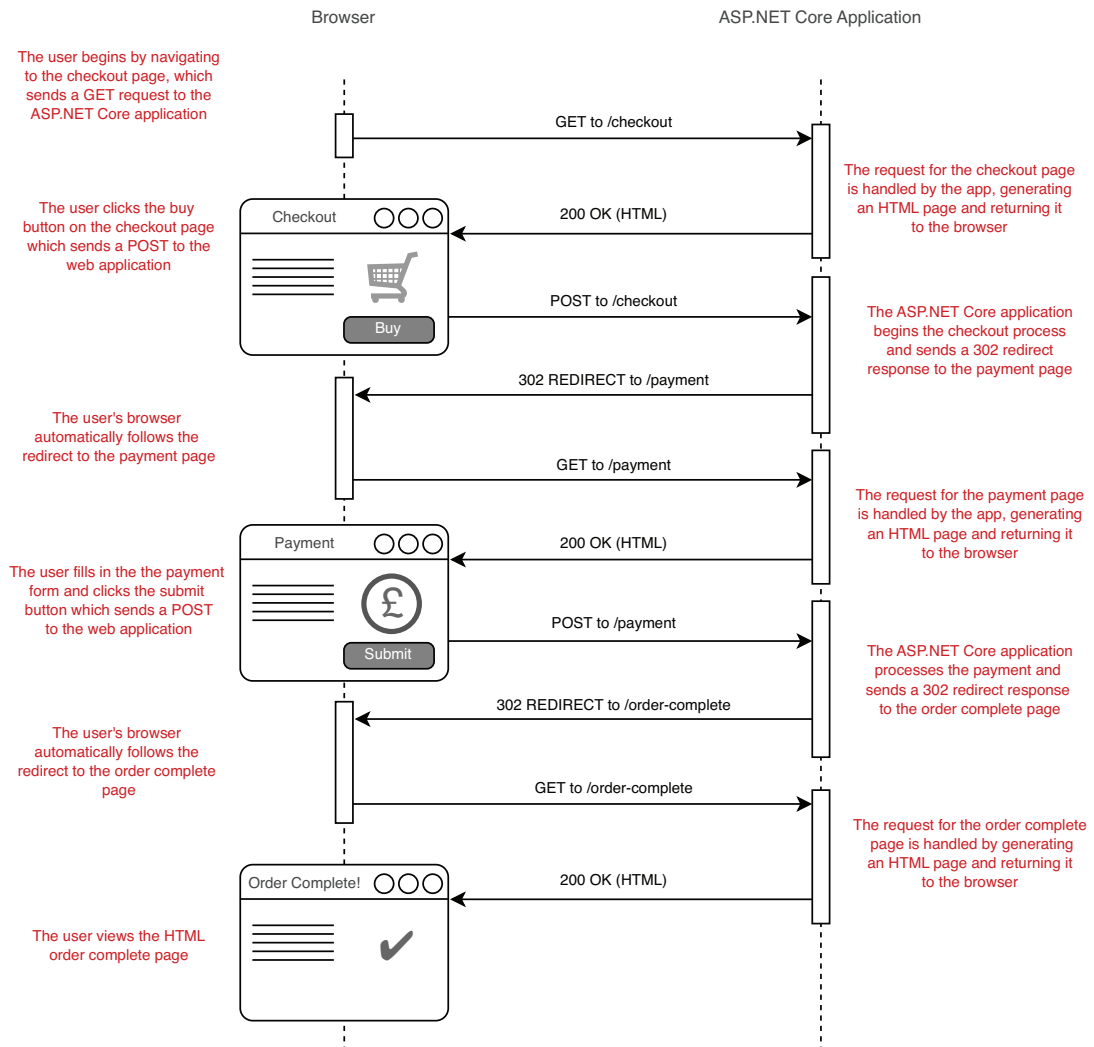 Browser
ASP.NET Core Application
The user begins by navigating
to the checkout page, which
sends a GET request to the
ASP.NET Core application
GET to /checkout
The request for the checkout page
is handled by the app, generating
an HTML page and returning it
to the browser
200 OK (HTML)
Checkout
The user clicks the buy
button on the checkout page
which sends a POST to the
web application
Buy
POST to /checkout
The ASP.NET Core application
begins the checkout process
and sends a 302 redirect
response to the payment page
302 REDIRECT to /payment
The user's browser
automatically follows the
redirect to the payment page
GET to /payment
The request for the payment page
is handled by the app, generating
an HTML page and returning it
to the browser
200 OK (HTML)
Payment
£
The user fills in the the payment
form and clicks the submit
button which sends a POST
to the web application
Submit
POST to /payment
The ASP.NET Core application
processes the payment and
sends a 302 redirect response
to the order complete page
302 REDIRECT to /order-complete
The user's browser
automatically follows the
redirect to the order complete
page
GET to /order-complete
The request for the order complete
page is handled by generating
an HTML page and returning it
to the browser
200 OK (HTML)
Order Complete!
The user views the HTML
order complete page